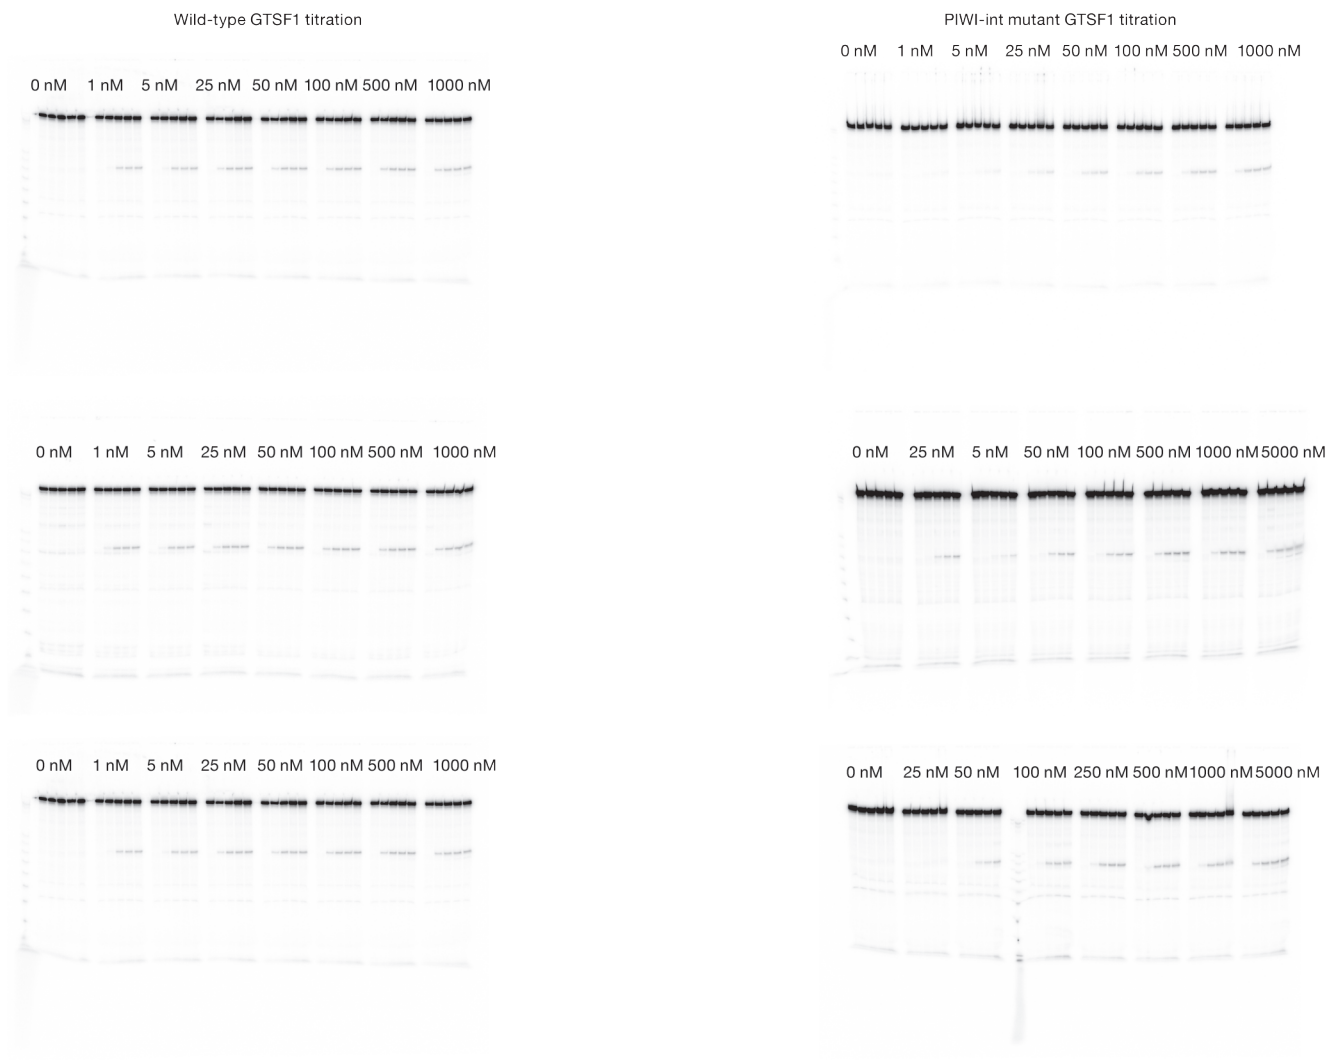 Wild-type GTSF1 titration
PIWI-int mutant GTSF1 titration
0 nM 1 nM 5 nM 25 nM 50 nM 100 nM 500 nM 1000 nM
0 nM 1 nM 5 nM 25 nM 50 nM 100 nM 500 nM 1000 nM
0 nM 1 nM 5 nM 25 nM 50 nM 100 nM 500 nM 1000 nM
0 nM 25 nM 5 nM 50 nM 100 nM 500 nM 1000 nM 5000 nM
0 nM 1 nM 5 nM 25 nM 50 nM 100 nM 500 nM 1000 nM
0 nM 25 nM 50 nM 100 nM 250 nM 500 nM 1000 nM 5000 nM